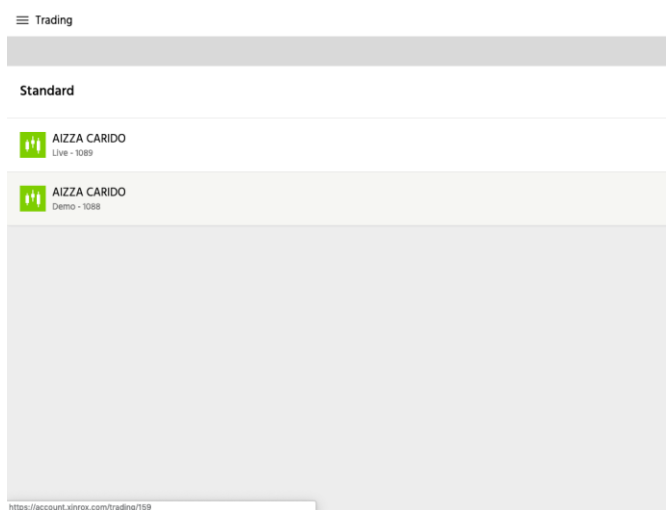 Trading
Standard
AIZZA CARIDO
Live - 1089
AIZZA CARIDO
Demo - 1088
https://account.xinrox.com/trading/159